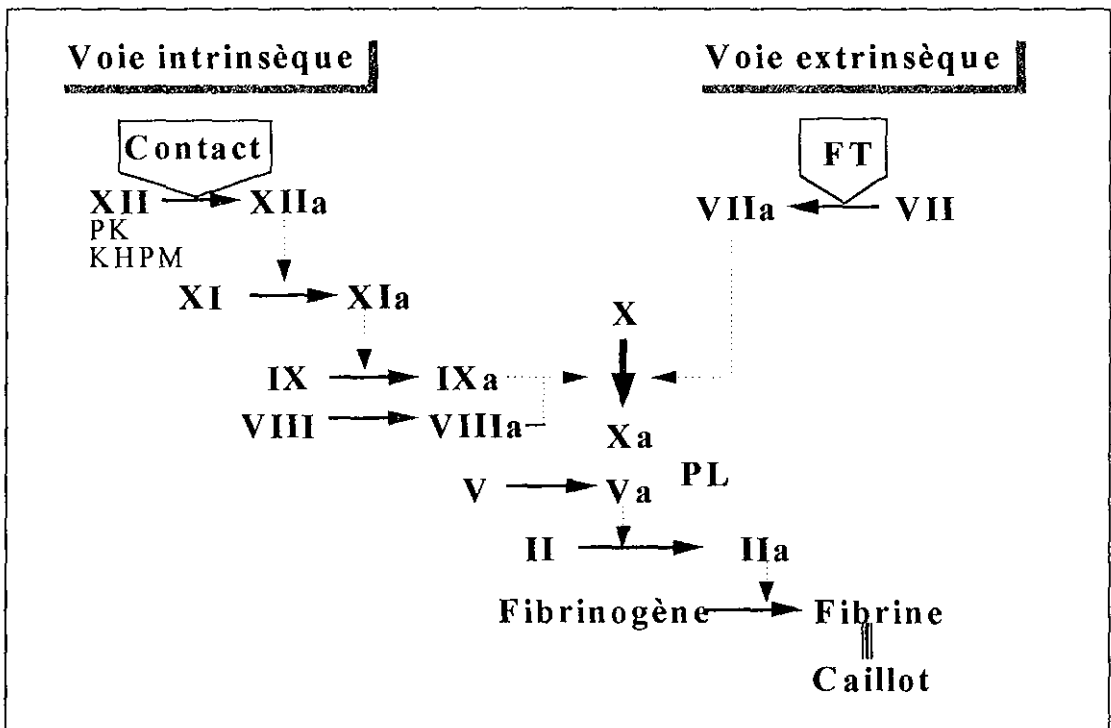 Voie intrinsèque Voie extrinsèque
Contact FT
XII XIIa VIIa VII
PK
KHPM
XI XIa
X
IX IXa
VIII VIIIa
Xa
V Va PL
II IIa
Fibrinogène Fibrine
Caillot